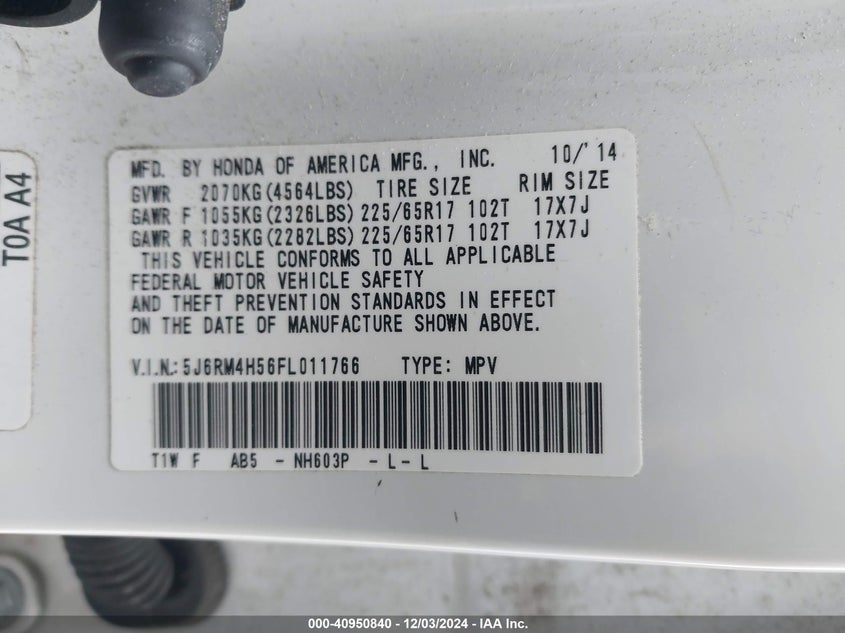 T0A A4
MFD. BY HONDA OF AMERICA MFG., INC. 10/'14
GVWR 2070KG(4564LBS) TIRE SIZE RIM SIZE
GAWR F 1055KG(2326LBS) 225/65R17 102T 17X7J
GAWR R 1035KG(2282LBS) 225/65R17 102T 17X7J
THIS VEHICLE CONFORMS TO ALL APPLICABLE
FEDERAL MOTOR VEHICLE SAFETY
AND THEFT PREVENTION STANDARDS IN EFFECT
ON THE DATE OF MANUFACTURE SHOWN ABOVE.
V.I.N.: 5J6RM4H56FL011766 TYPE: MPV
T1W F AB5 - NH603P - L - L
000-40950840 - 12/03/2024 - IAA Inc.